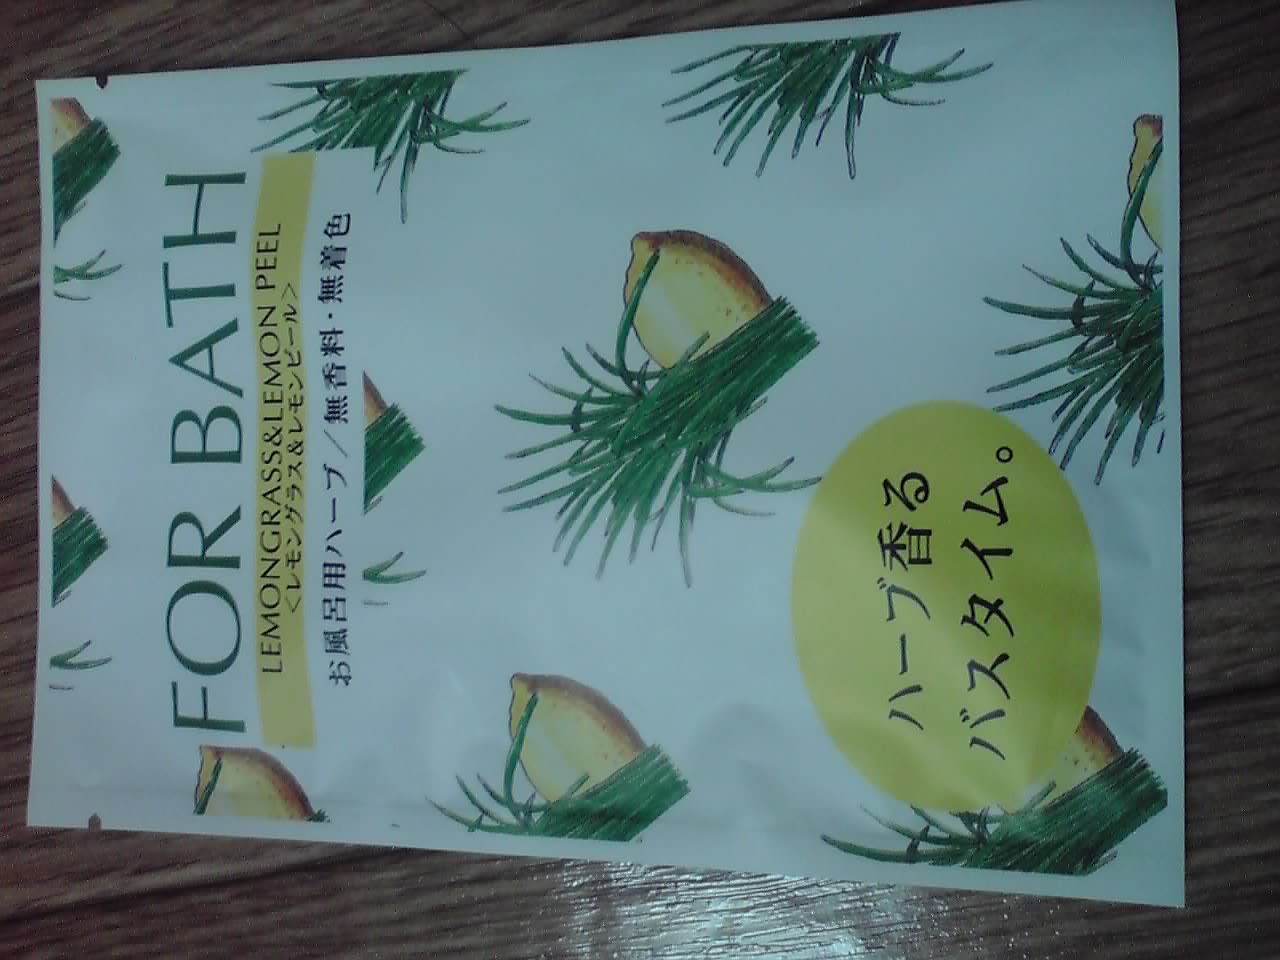 FOR BATH
LEMONGRASS&LEMON PEEL
＜レモングラス&レモンピール＞
お風呂用ハーブ／無香料・無着色
ハーブ香る
バスタイム。